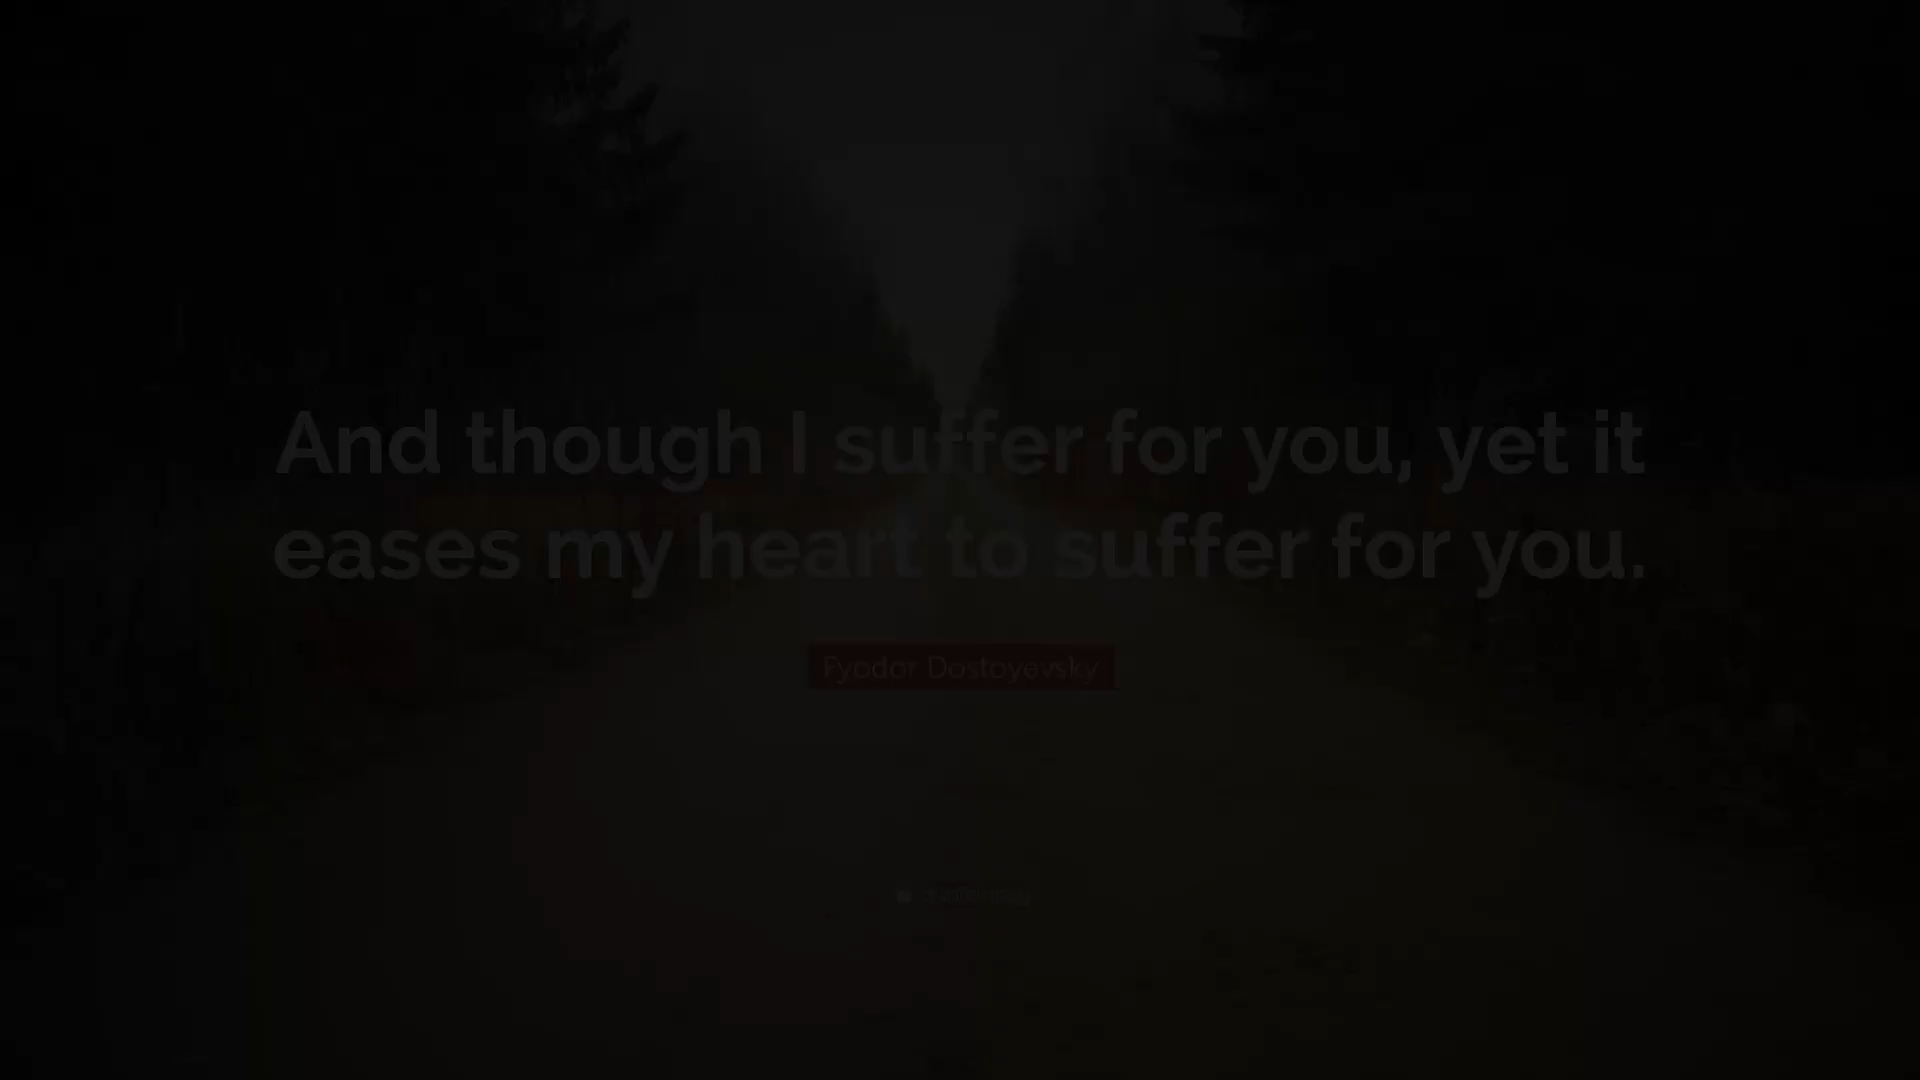 And though I suffer for you, yet it
eases my heart to suffer for you.
Fyodor Dostoyevsky